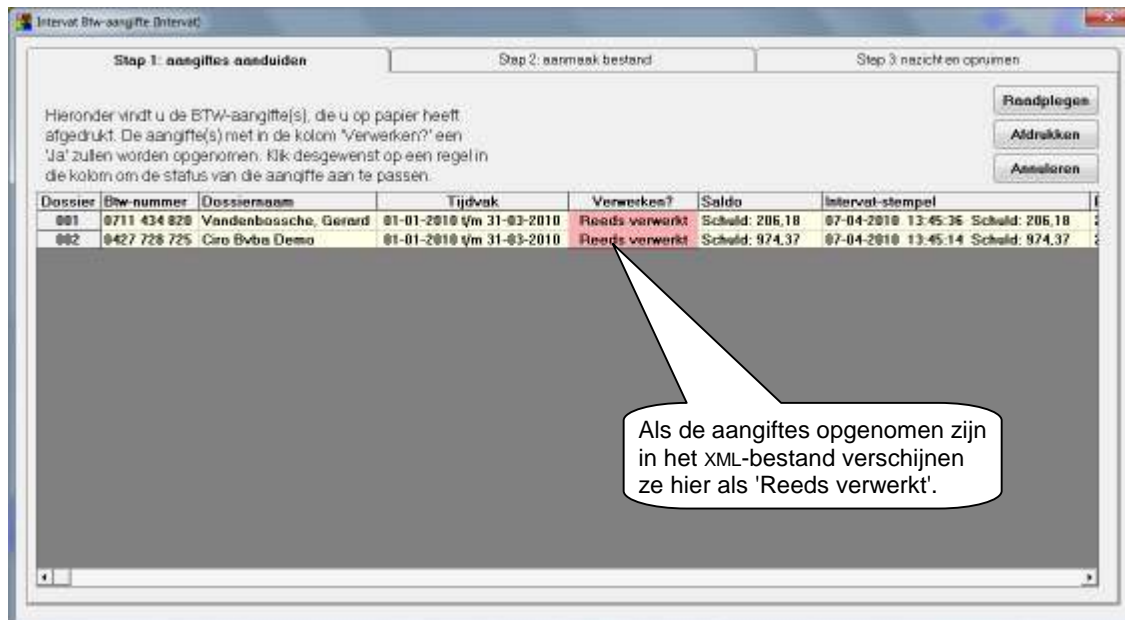 Intervat Btw-aangifte (Intervat)
Stap 1: aangiftes aanduiden
Stap 2: aanmaak bestand
Stap 3: nazicht en opruimen
Hieronder vindt u de BTW-aangifte(s), die u op papier heeft
afgedrukt. De aangifte(s) met in de kolom 'Verwerken?' een
'Ja' zullen worden opgenomen. Klik desgewenst op een regel in
die kolom om de status van die aangifte aan te passen.
Raadplegen
Afdrukken
Annuleren
Dossier Btw-nummer Dossiernaam Tijdvak Verwerken? Saldo Intervat-stempel
001 0711 434 820 Vandenbossche, Gerard 01-01-2010 t/m 31-03-2010 Reeds verwerkt Schuld: 206,18 07-04-2010 13:45:36 Schuld: 206,18
002 0427 728 725 Ciro Bvba Demo 01-01-2010 t/m 31-03-2010 Reeds verwerkt Schuld: 974,37 07-04-2010 13:45:14 Schuld: 974,37
Als de aangiftes opgenomen zijn
in het XML-bestand verschijnen
ze hier als 'Reeds verwerkt'.